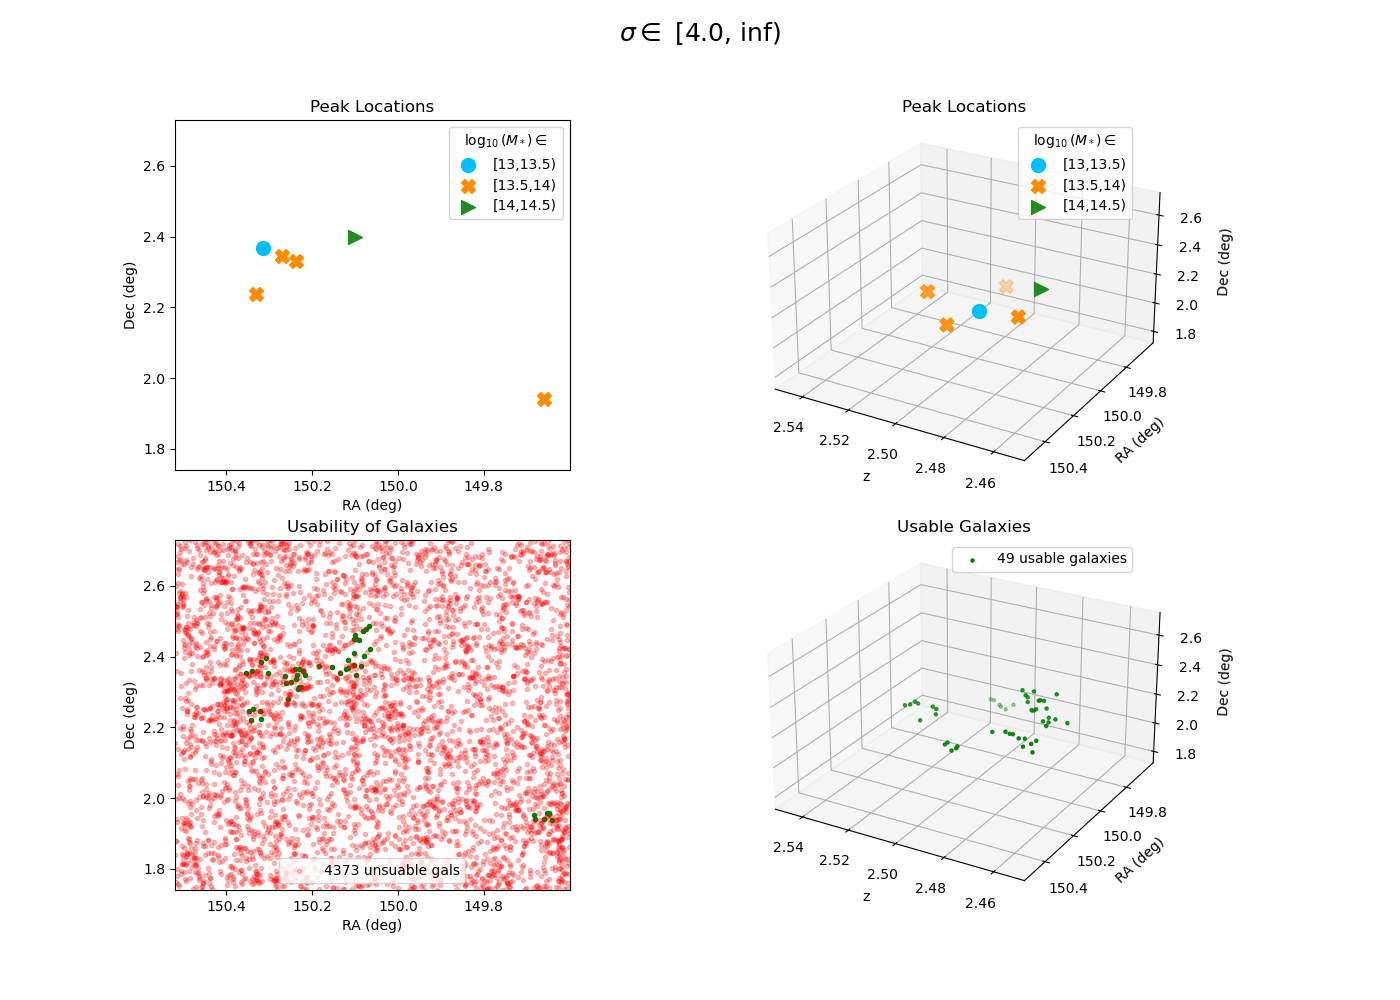 σ ∈ [4.0, inf)
Peak Locations
log₁₀(M*) ∈
[13,13.5)
[13.5,14)
[14,14.5)
2.6
2.4
2.2
2.0
1.8
Dec (deg)
150.4 150.2 150.0 149.8
RA (deg)
Peak Locations
log₁₀(M*) ∈
[13,13.5)
[13.5,14)
[14,14.5)
2.6
2.4
2.2
2.0
1.8
Dec (deg)
149.8
150.0
150.2
150.4
RA (deg)
2.54
2.52
2.50
2.48
2.46
z
Usability of Galaxies
2.6
2.4
2.2
2.0
1.8
Dec (deg)
4373 unsuable gals
150.4 150.2 150.0 149.8
RA (deg)
Usable Galaxies
49 usable galaxies
2.6
2.4
2.2
2.0
1.8
Dec (deg)
149.8
150.0
150.2
150.4
RA (deg)
2.54
2.52
2.50
2.48
2.46
z